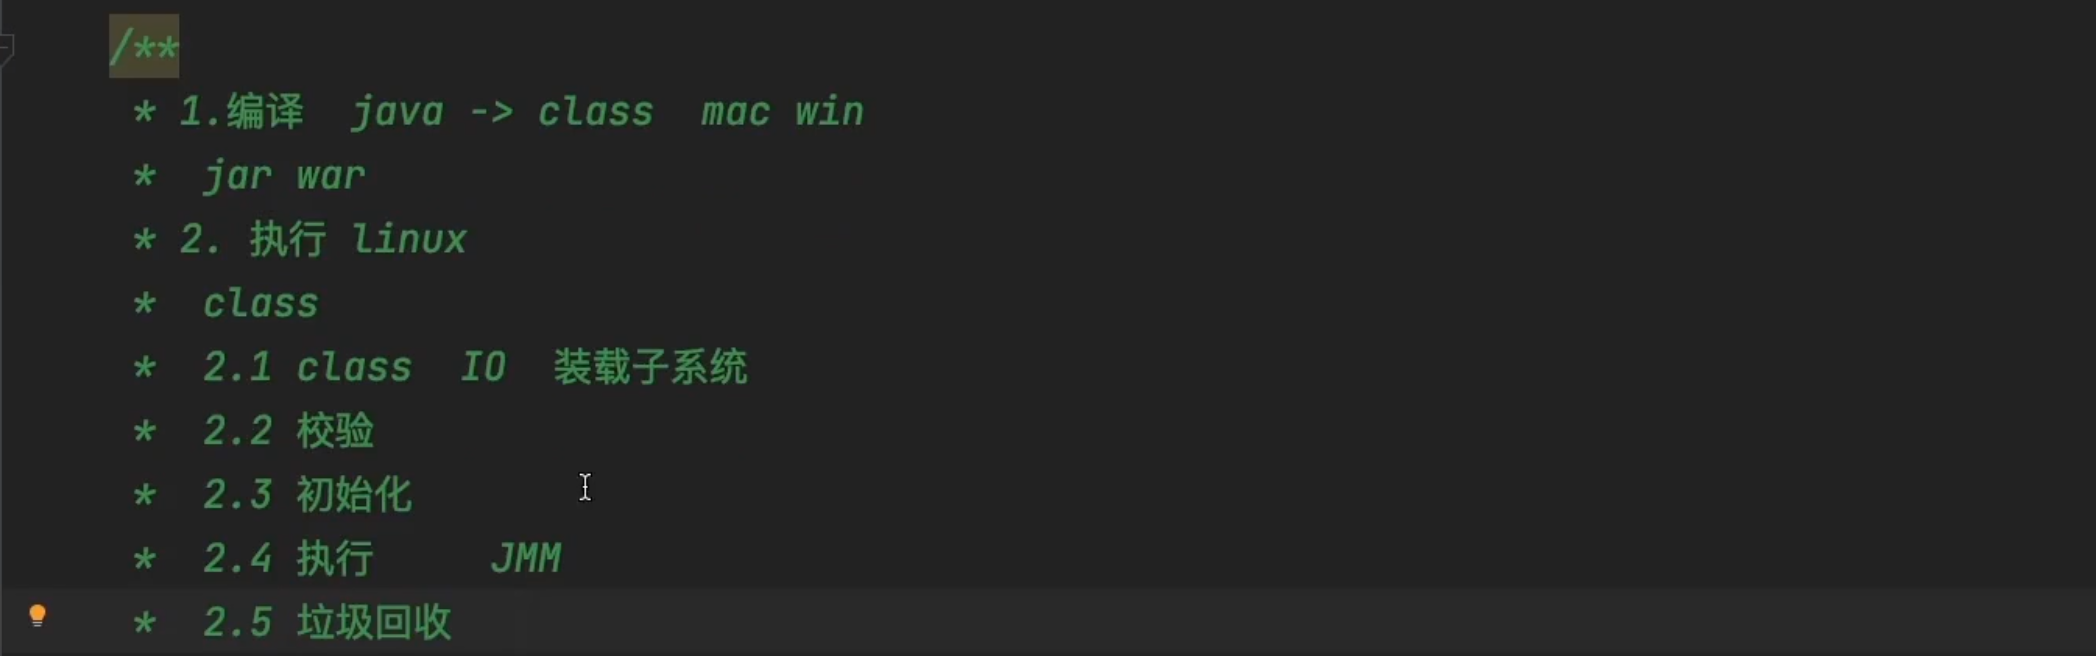 /**
* 1.编译  java -> class  mac win
*  jar war
* 2. 执行 linux
*  class
*  2.1 class  IO  装载子系统
*  2.2 校验
*  2.3 初始化
*  2.4 执行     JMM
*  2.5 垃圾回收